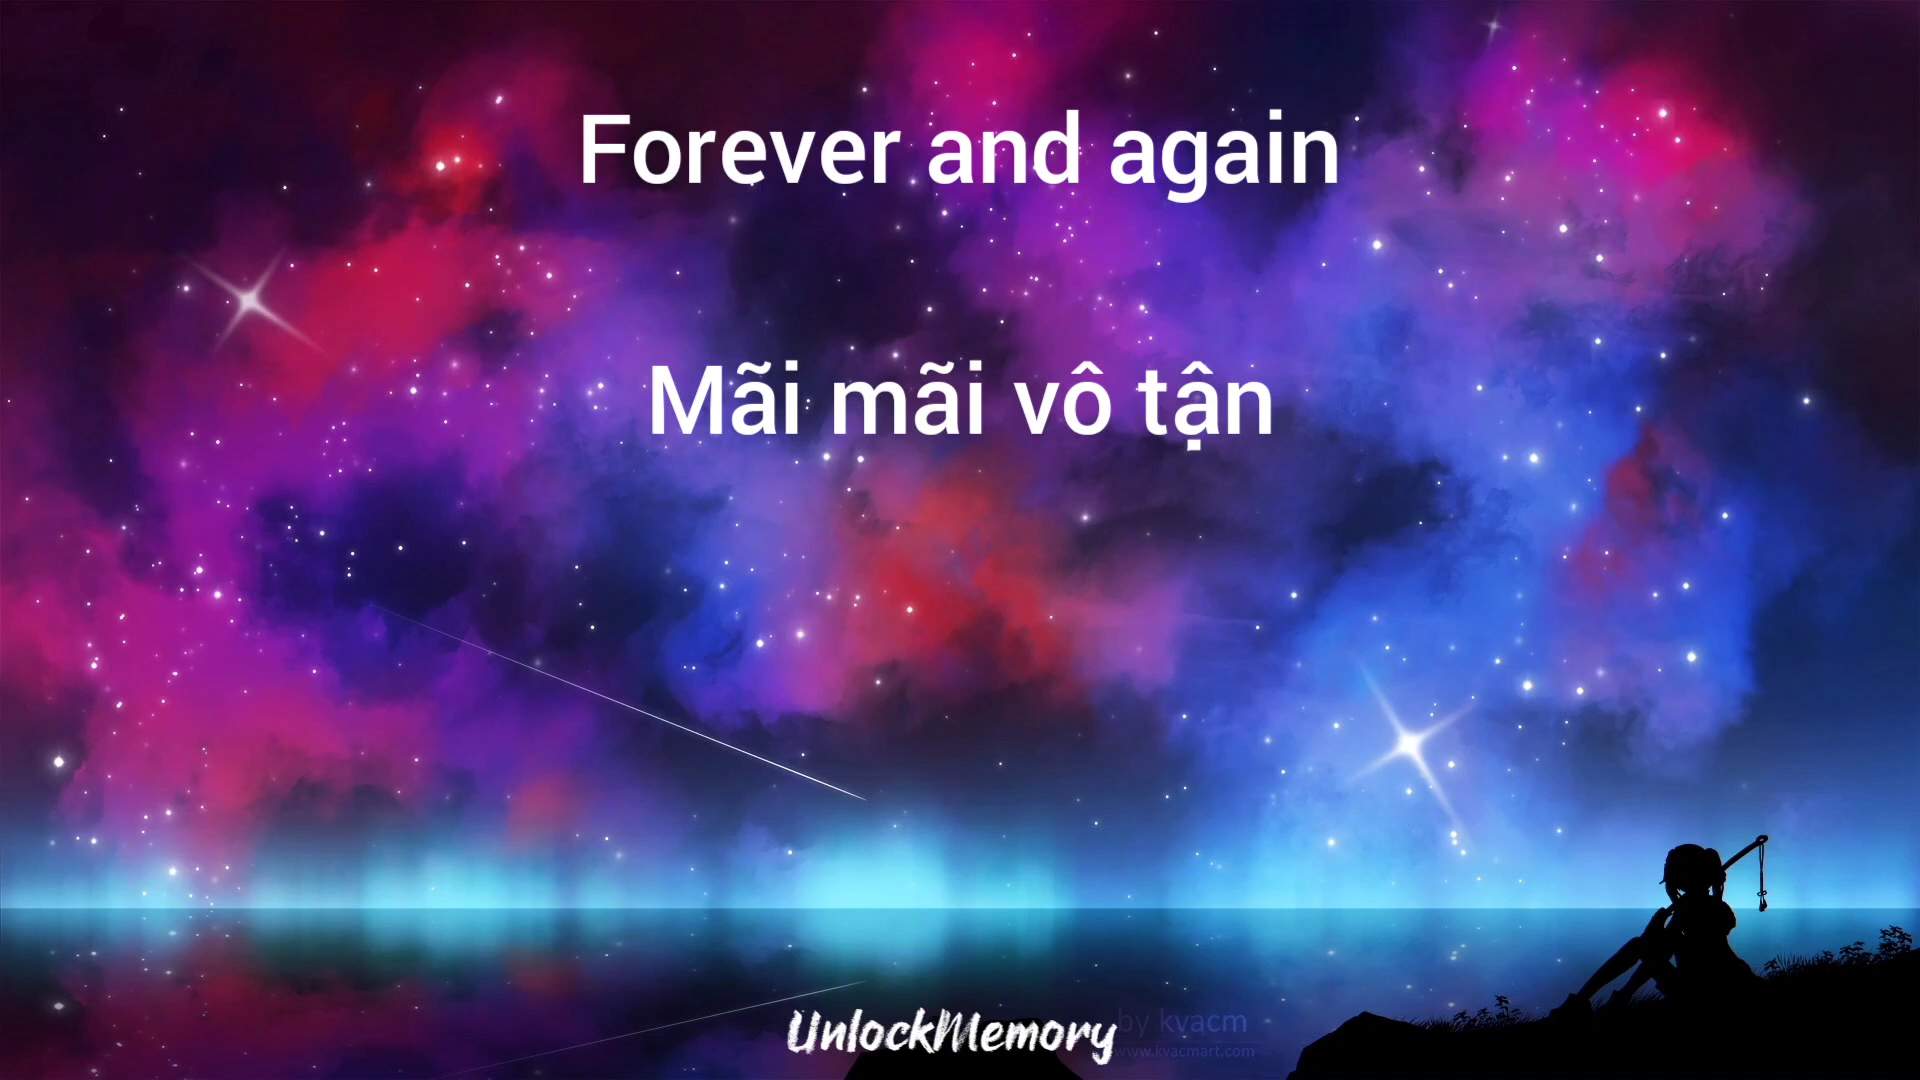 Forever and again
Mãi mãi vô tận
UnlockMemory
by kvacm
www.kvacmart.com